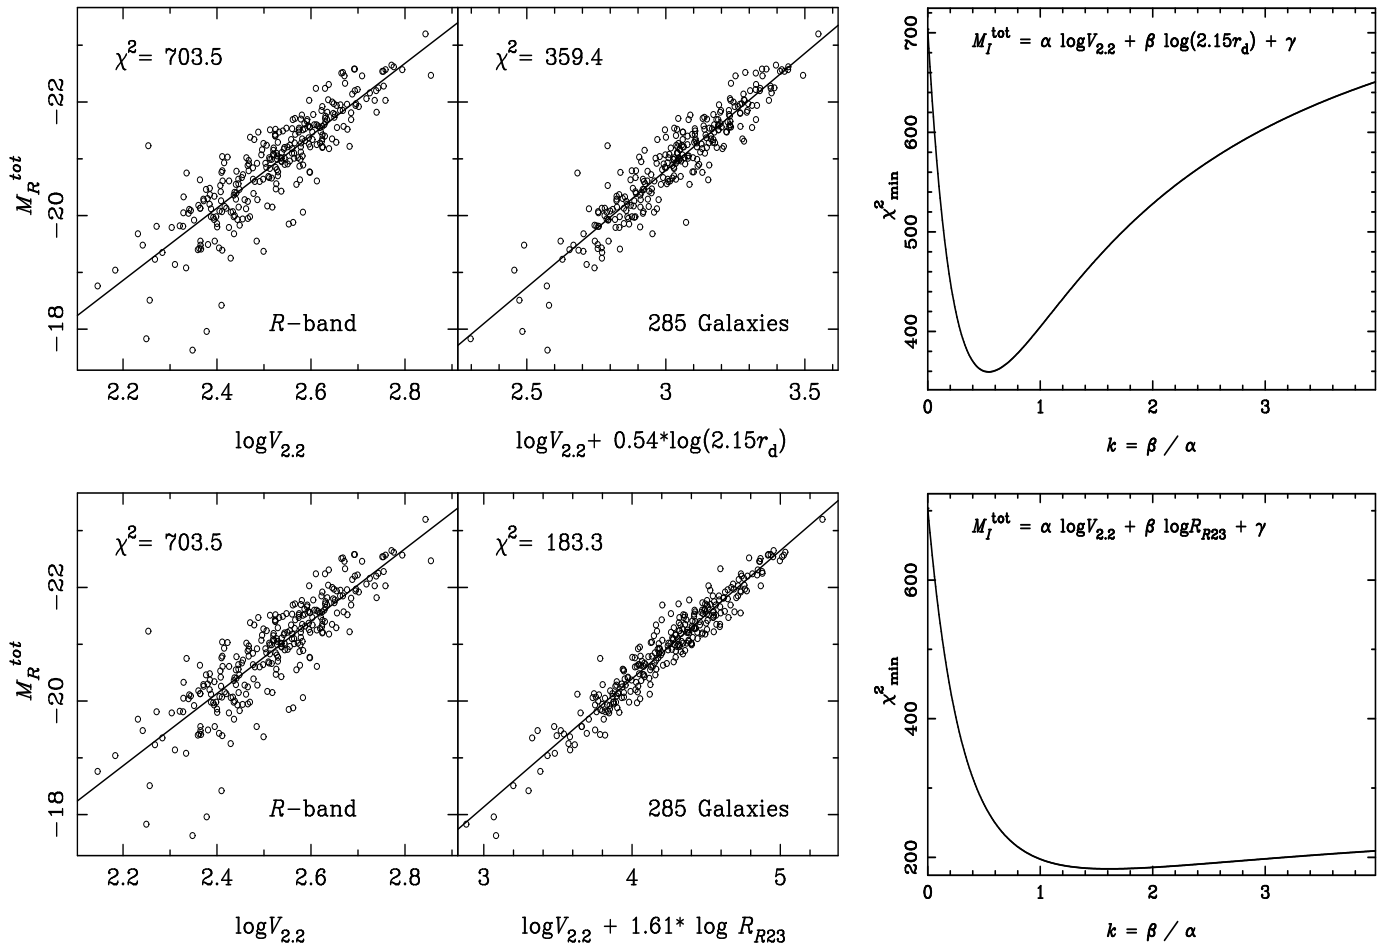 χ²= 703.5
χ²= 359.4
M_I^tot = α logV_2.2 + β log(2.15r_d) + γ
700
600
500
400
χ²_min
−22
−20
−18
M_R^tot
R−band
285 Galaxies
2.2 2.4 2.6 2.8
2.5 3 3.5
0 1 2 3
logV_2.2
logV_2.2+ 0.54*log(2.15r_d)
k = β / α
χ²= 703.5
χ²= 183.3
M_I^tot = α logV_2.2 + β logR_R23 + γ
600
400
200
χ²_min
−22
−20
−18
M_R^tot
R−band
285 Galaxies
2.2 2.4 2.6 2.8
3 4 5
0 1 2 3
logV_2.2
logV_2.2 + 1.61* log R_R23
k = β / α